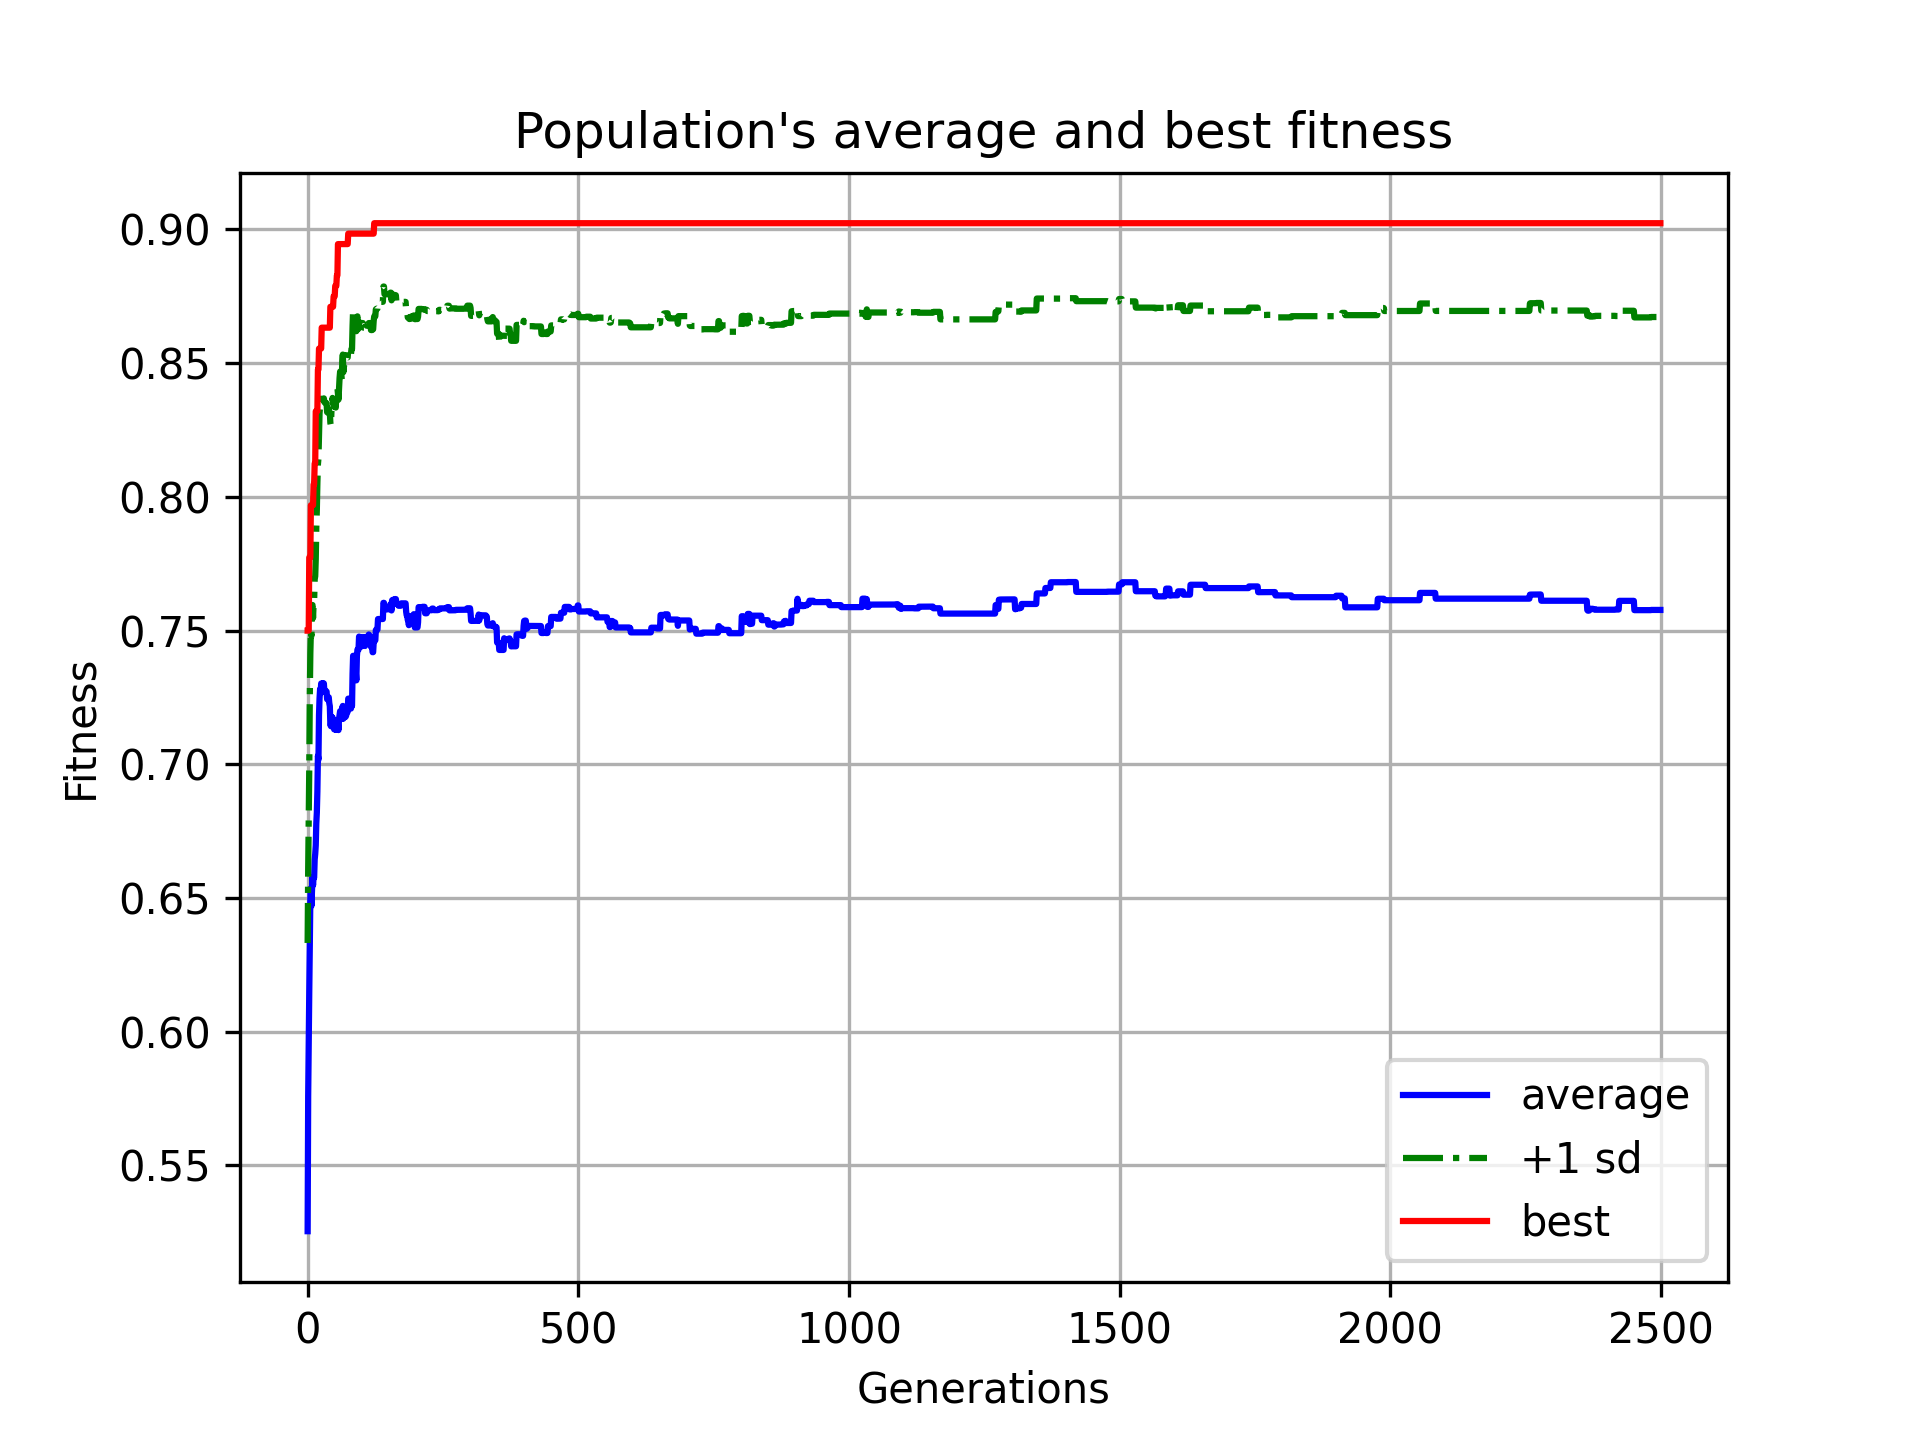 Population's average and best fitness
Fitness
0.90
0.85
0.80
0.75
0.70
0.65
0.60
0.55
0 500 1000 1500 2000 2500
Generations
average
+1 sd
best